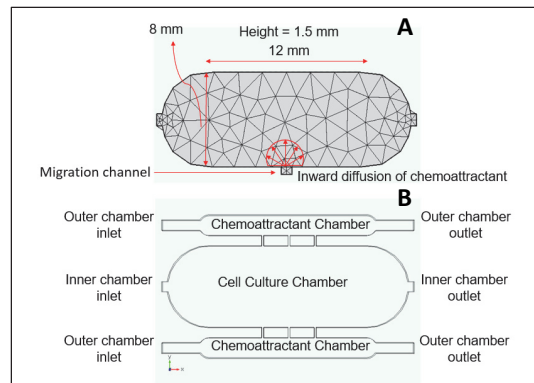 A
8 mm
Height = 1.5 mm
12 mm
Migration channel
Inward diffusion of chemoattractant
B
Outer chamber
inlet
Chemoattractant Chamber
Outer chamber
outlet
Inner chamber
inlet
Cell Culture Chamber
Inner chamber
outlet
Outer chamber
inlet
Chemoattractant Chamber
Outer chamber
outlet
y
x